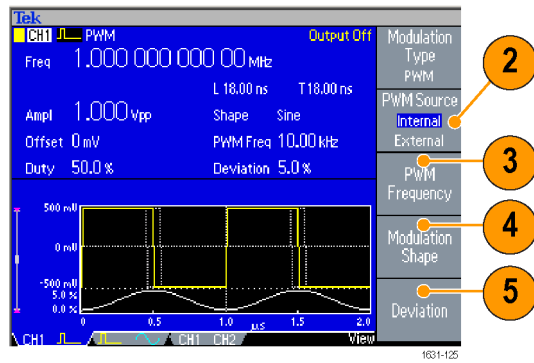 Tek
CH1 PWM Output Off
Freq 1.000 000 000 00 MHz
L 18.00 ns T18.00 ns
Ampl 1.000 Vpp Shape Sine
Offset 0 mV PWM Freq 10.00 kHz
Duty 50.0 % Deviation 5.0 %
500 mV
0 mV
-500 mV
5.0 %
0.0 %
0 0.5 1.0 µs 1.5 2.0
CH1 CH1 CH2 View
Modulation
Type
PWM
PWM Source
Internal
External
PWM
Frequency
Modulation
Shape
Deviation
2
3
4
5
1631-125